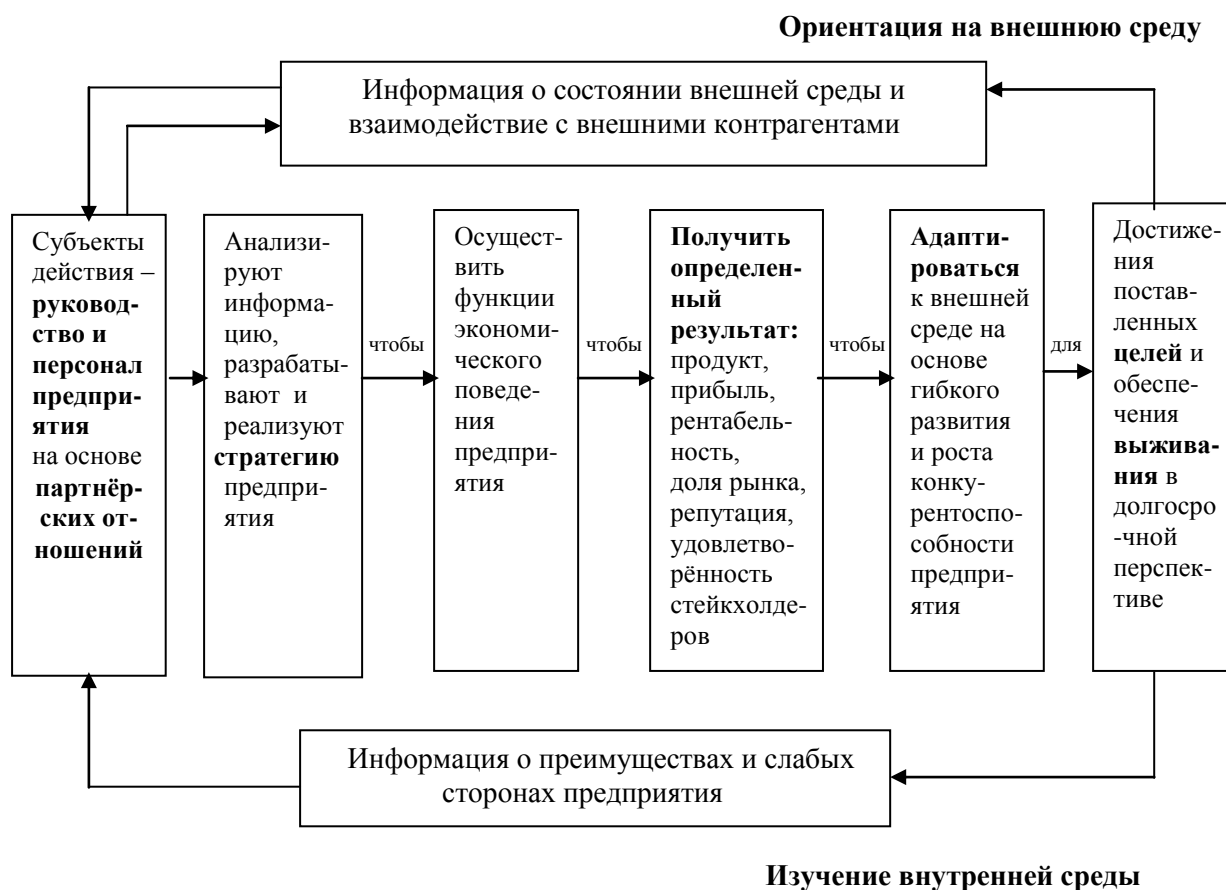 Ориентация на внешнюю среду
Информация о состоянии внешней среды и
взаимодействие с внешними контрагентами
Субъекты
действия –
руковод-
ство и
персонал
предпри-
ятия
на основе
партнёр-
ских от-
ношений
Анализи-
руют
информа-
цию,
разрабаты-
вают и
реализуют
стратегию
предпри-
ятия
чтобы
Осущест-
вить
функции
экономи-
ческого
поведе-
ния
предпри-
ятия
чтобы
Получить
определен-
ный
результат:
продукт,
прибыль,
рентабель-
ность,
доля рынка,
репутация,
удовлетво-
рённость
стейкхолде-
ров
чтобы
Адапти-
роваться
к внешней
среде на
основе
гибкого
развития
и роста
конку-
рентоспо-
собности
предпри-
ятия
для
Достиже-
ния
постав-
ленных
целей и
обеспе-
чения
выжива-
ния в
долгосро
-чной
перспек-
тиве
Информация о преимуществах и слабых
сторонах предприятия
Изучение внутренней среды